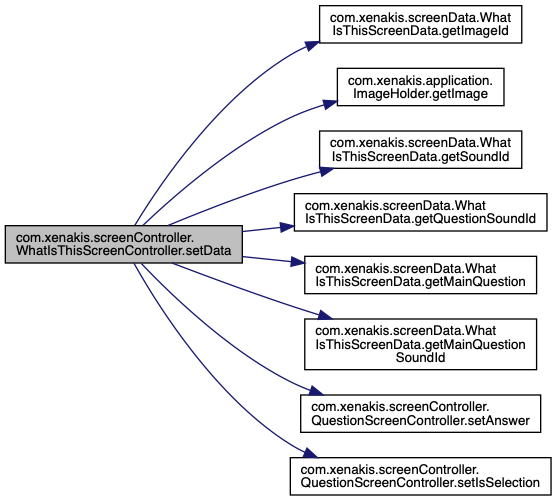 com.xenakis.screenData.What
IsThisScreenData.getImageId
com.xenakis.application.
ImageHolder.getImage
com.xenakis.screenData.What
IsThisScreenData.getSoundId
com.xenakis.screenData.What
IsThisScreenData.getQuestionSoundId
com.xenakis.screenController.
WhatIsThisScreenController.setData
com.xenakis.screenData.What
IsThisScreenData.getMainQuestion
com.xenakis.screenData.What
IsThisScreenData.getMainQuestion
SoundId
com.xenakis.screenController.
QuestionScreenController.setAnswer
com.xenakis.screenController.
QuestionScreenController.setIsSelection